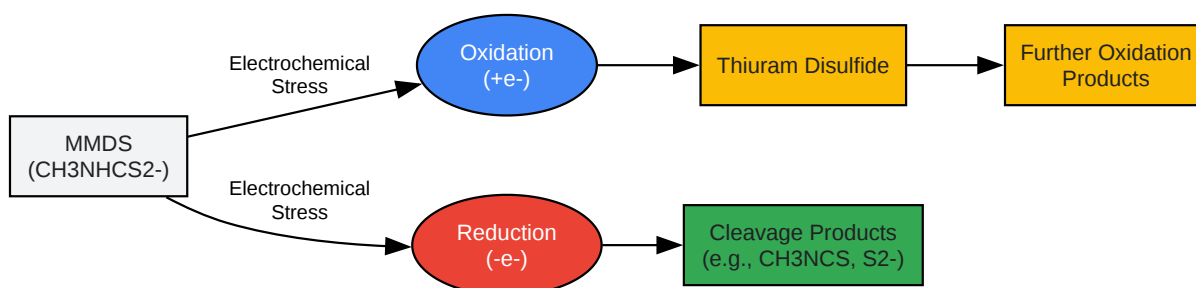 Electrochemical
Stress
Oxidation
(+e-)
Thiuram Disulfide
Further Oxidation
Products
MMDS
(CH3NHCS2-)
Electrochemical
Stress
Reduction
(-e-)
Cleavage Products
(e.g., CH3NCS, S2-)